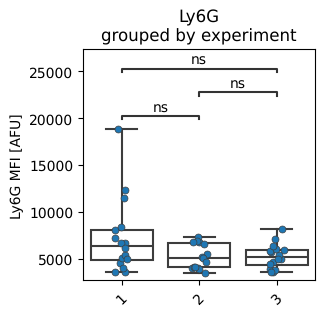 Ly6G
grouped by experiment
ns
ns
ns
25000
20000
15000
10000
5000
Ly6G MFI [AFU]
1
2
3